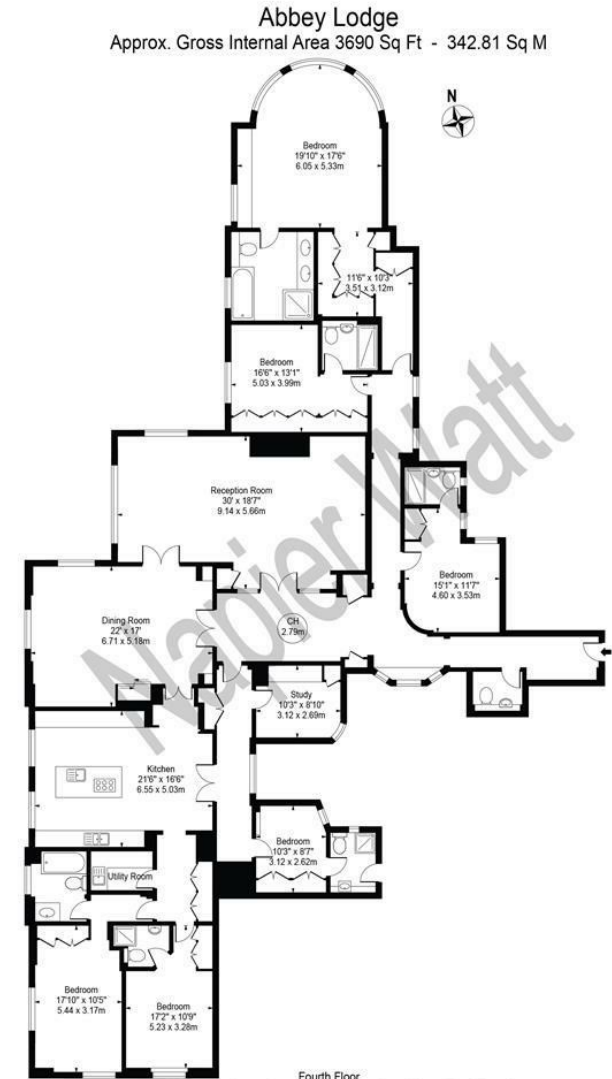 Abbey Lodge
Approx. Gross Internal Area 3690 Sq Ft - 342.81 Sq M
N
Bedroom
19'10" x 17'6"
6.05 x 5.33m
11'6" x 10'3"
3.51 x 3.12m
Bedroom
16'6" x 13'1"
5.03 x 3.99m
Reception Room
30' x 18'7"
9.14 x 5.66m
Bedroom
15'1" x 11'7"
4.60 x 3.53m
Dining Room
22' x 17'
6.71 x 5.18m
CH
2.79m
Study
10'3" x 8'10"
3.12 x 2.69m
Kitchen
21'6" x 16'6"
6.55 x 5.03m
Bedroom
10'3" x 8'7"
3.12 x 2.62m
Utility Room
Bedroom
17'10" x 10'5"
5.44 x 3.17m
Bedroom
17'2" x 10'9"
5.23 x 3.28m
Fourth Floor
Napier Watt